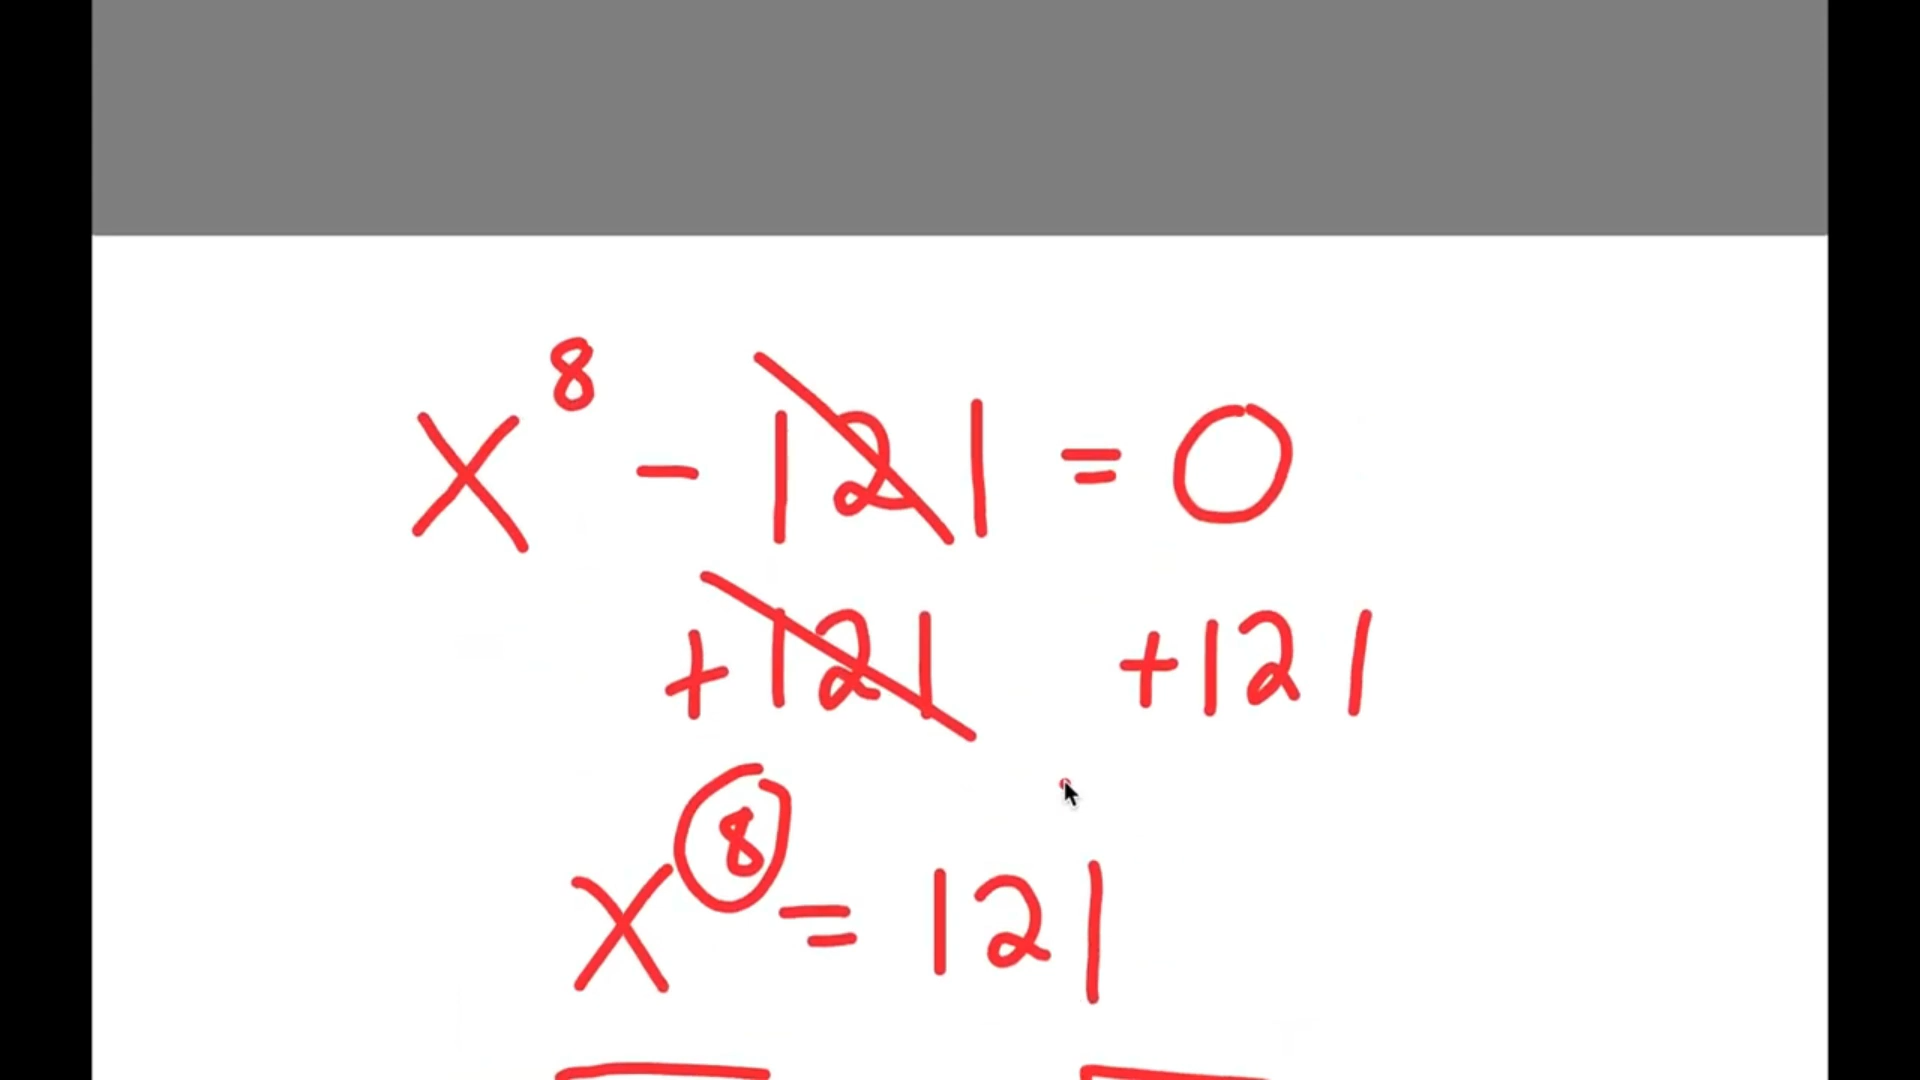 x⁸ - 121 = 0
+121 +121
x⁸ = 121